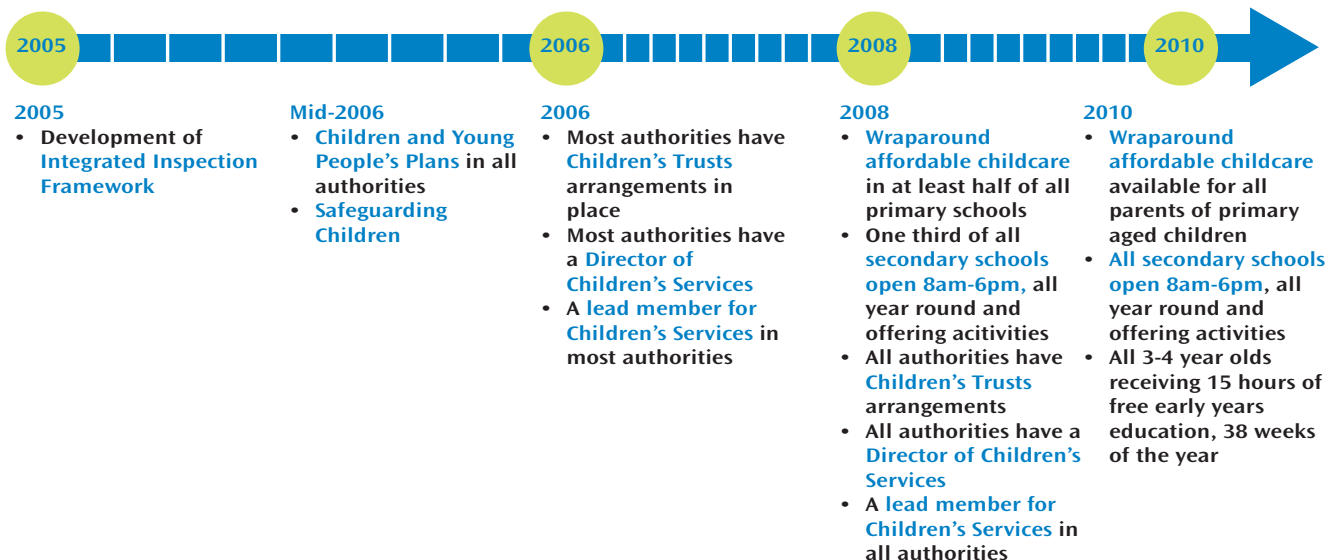 2005
2006
2008
2010
2005
• Development of
Integrated Inspection
Framework
Mid-2006
• Children and Young
People’s Plans in all
authorities
• Safeguarding
Children
2006
• Most authorities have
Children’s Trusts
arrangements in
place
• Most authorities have
a Director of
Children’s Services
• A lead member for
Children’s Services in
most authorities
2008
• Wraparound
affordable childcare
in at least half of all
primary schools
• One third of all
secondary schools
open 8am-6pm, all
year round and
offering acitivities
• All authorities have
Children’s Trusts
arrangements
• All authorities have a
Director of Children’s
Services
• A lead member for
Children’s Services in
all authorities
2010
• Wraparound
affordable childcare
available for all
parents of primary
aged children
• All secondary schools
open 8am-6pm, all
year round and
offering activities
• All 3-4 year olds
receiving 15 hours of
free early years
education, 38 weeks
of the year